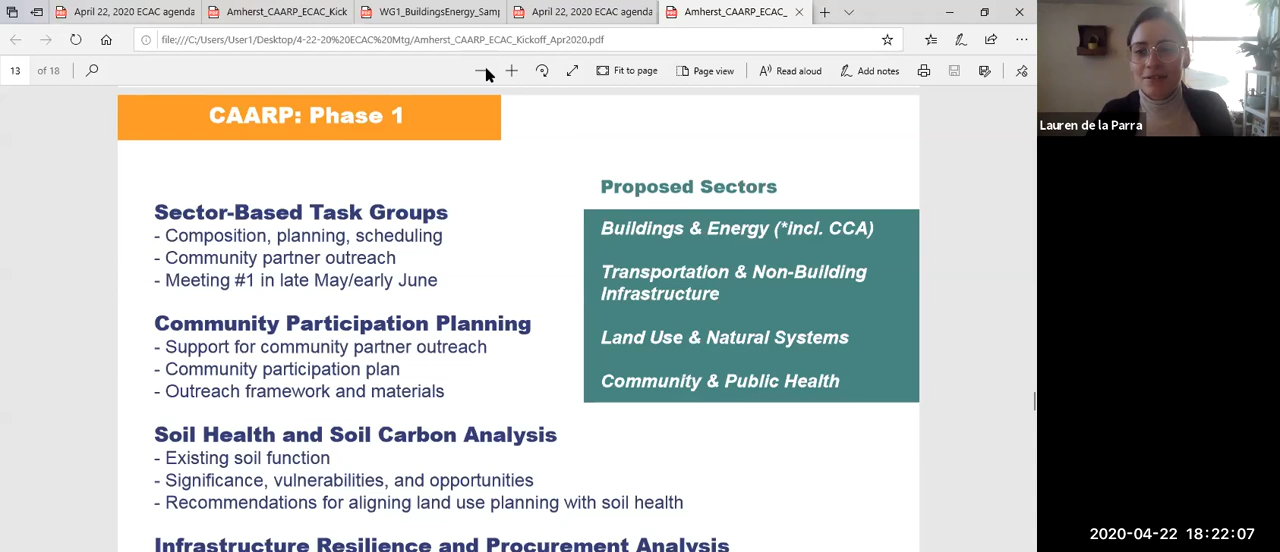 April 22, 2020 ECAC agenda
Amherst_CAARP_ECAC_Kick
WG1_BuildingsEnergy_Sam
April 22, 2020 ECAC agenda
Amherst_CAARP_ECAC_
file:///C:/Users/User1/Desktop/4-22-20%20ECAC%20Mtg/Amherst_CAARP_ECAC_Kickoff_Apr2020.pdf
13 of 18
Fit to page
Page view
Read aloud
Add notes
Lauren de la Parra
CAARP: Phase 1
Sector-Based Task Groups
- Composition, planning, scheduling
- Community partner outreach
- Meeting #1 in late May/early June
Community Participation Planning
- Support for community partner outreach
- Community participation plan
- Outreach framework and materials
Soil Health and Soil Carbon Analysis
- Existing soil function
- Significance, vulnerabilities, and opportunities
- Recommendations for aligning land use planning with soil health
Infrastructure Resilience and Procurement Analysis
Proposed Sectors
Buildings & Energy (*incl. CCA)
Transportation & Non-Building
Infrastructure
Land Use & Natural Systems
Community & Public Health
2020-04-22 18:22:07